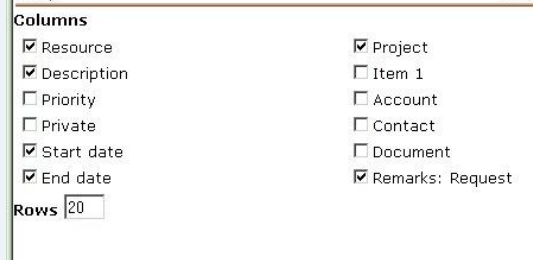 Columns
Resource
Project
Description
Item 1
Priority
Account
Private
Contact
Start date
Document
End date
Remarks: Request
Rows 20